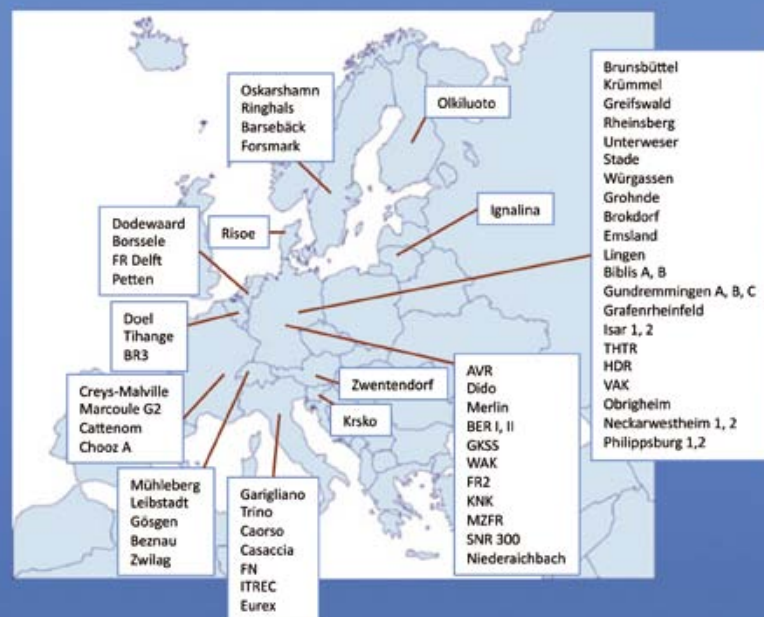 Oskarshamn
Ringhals
Barsebäck
Forsmark
Olkiluoto
Brunsbüttel
Krümmel
Greifswald
Rheinsberg
Unterweser
Stade
Würgassen
Grohnde
Brokdorf
Emsland
Lingen
Biblis A, B
Gundremmingen A, B, C
Grafenrheinfeld
Isar 1, 2
THTR
HDR
VAK
Obrigheim
Neckarwestheim 1, 2
Philippsburg 1,2
Ignalina
Risoe
Dodewaard
Borssele
FR Delft
Petten
Doel
Tihange
BR3
Creys-Malville
Marcoule G2
Cattenom
Chooz A
Zwentendorf
Krsko
AVR
Dido
Merlin
BER I, II
GKSS
WAK
FR2
KNK
MZFR
SNR 300
Niederaichbach
Mühleberg
Leibstadt
Gösgen
Beznau
Zwilag
Garigliano
Trino
Caorso
Casaccia
FN
ITREC
Eurex